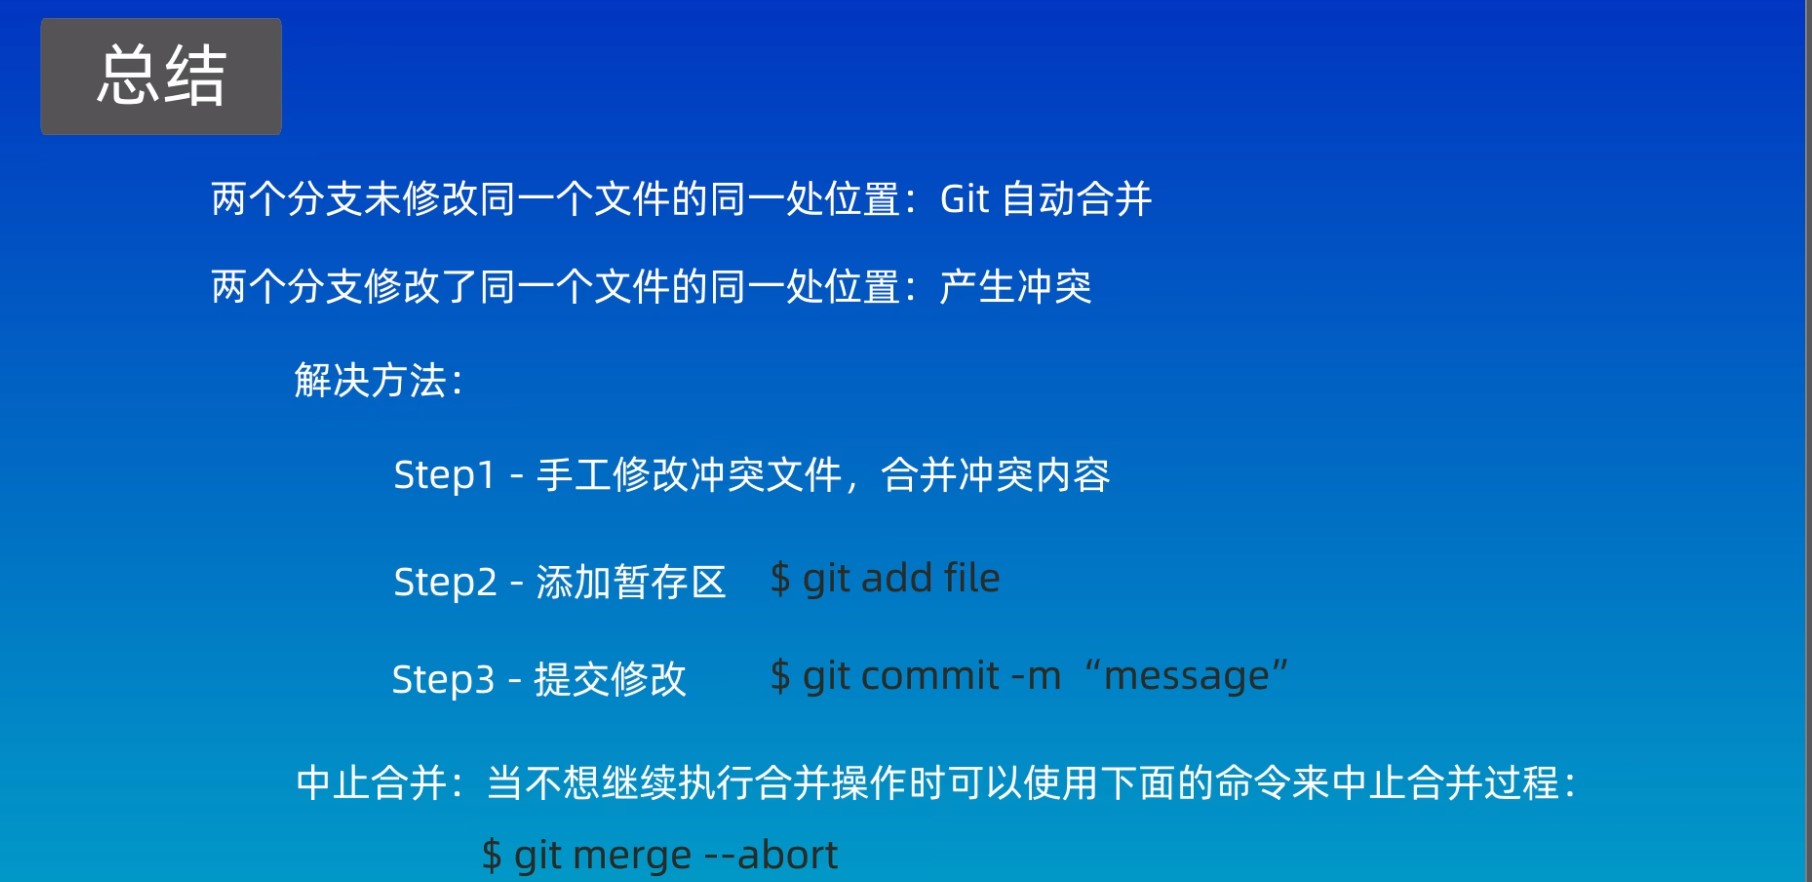 总结
两个分支未修改同一个文件的同一处位置：Git 自动合并
两个分支修改了同一个文件的同一处位置：产生冲突
解决方法：
Step1 - 手工修改冲突文件，合并冲突内容
Step2 - 添加暂存区 $ git add file
Step3 - 提交修改 $ git commit -m “message”
中止合并：当不想继续执行合并操作时可以使用下面的命令来中止合并过程：
$ git merge --abort